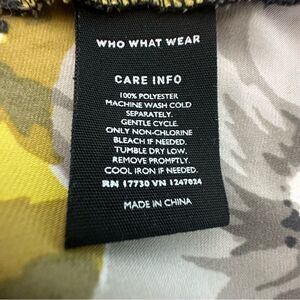 WHO WHAT WEAR
CARE INFO
100% POLYESTER
MACHINE WASH COLD
SEPARATELY.
GENTLE CYCLE.
ONLY NON-CHLORINE
BLEACH IF NEEDED.
TUMBLE DRY LOW.
REMOVE PROMPTLY.
COOL IRON IF NEEDED.
RN 17730 VN 1247024
MADE IN CHINA